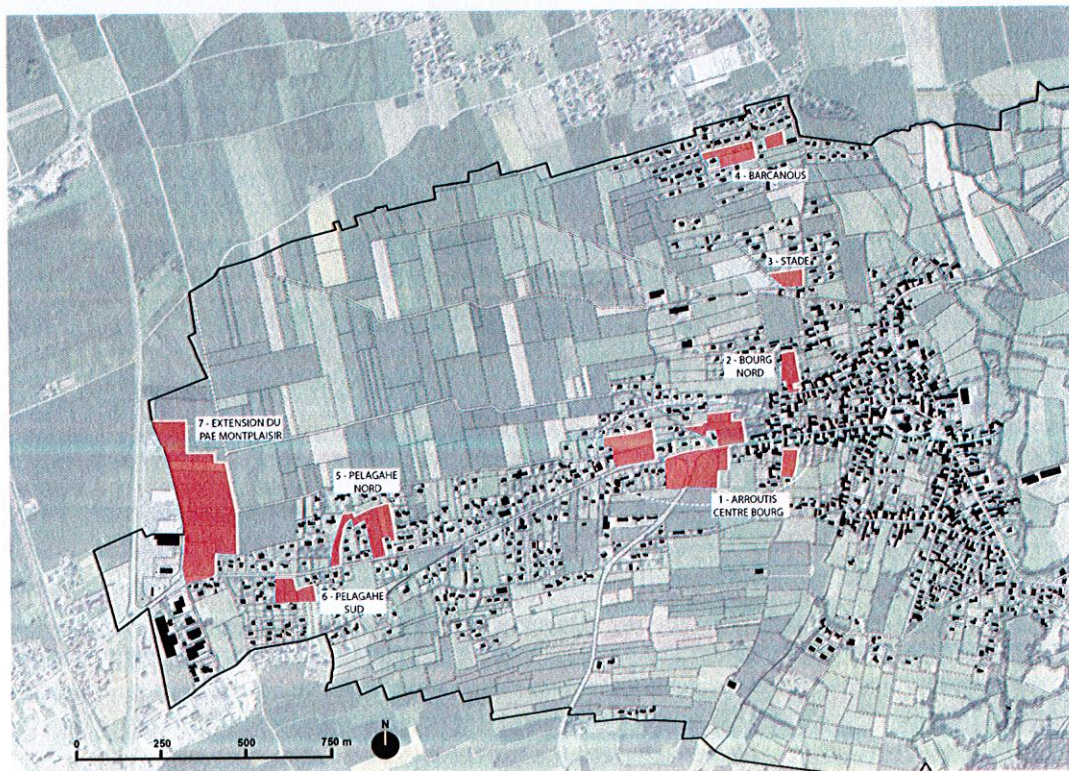 4 - BARCANOUS
3 - STADE
2 - BOURG
NORD
7 - EXTENSION DU
PAE MONTPLAISIR
5 - PELAGAHE
NORD
1 - ARROUTIS
CENTRE BOURG
6 - PELAGAHE
SUD
N
0 250 500 750 m